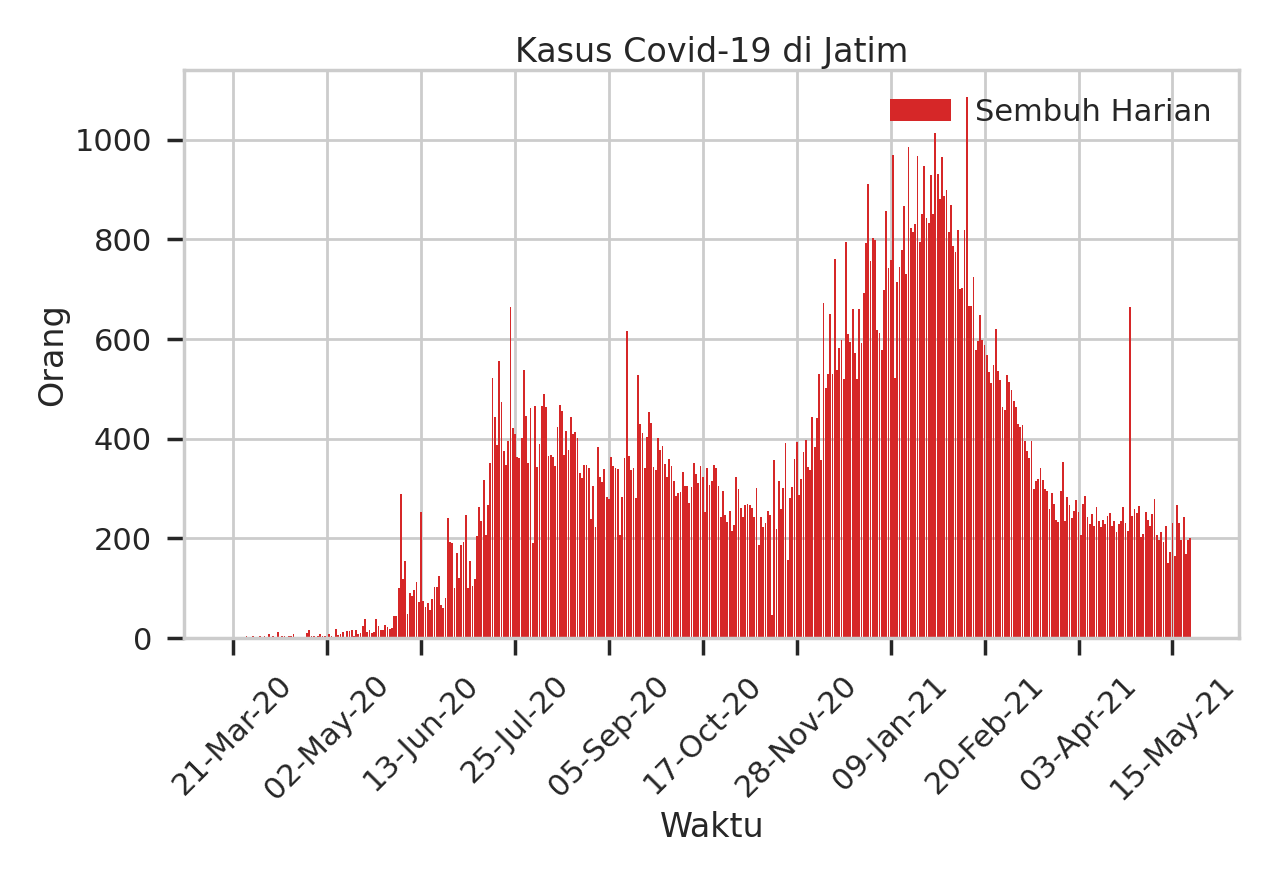 Kasus Covid-19 di Jatim
Sembuh Harian
1000
800
600
400
200
0
Orang
21-Mar-20
02-May-20
13-Jun-20
25-Jul-20
05-Sep-20
17-Oct-20
28-Nov-20
09-Jan-21
20-Feb-21
03-Apr-21
15-May-21
Waktu